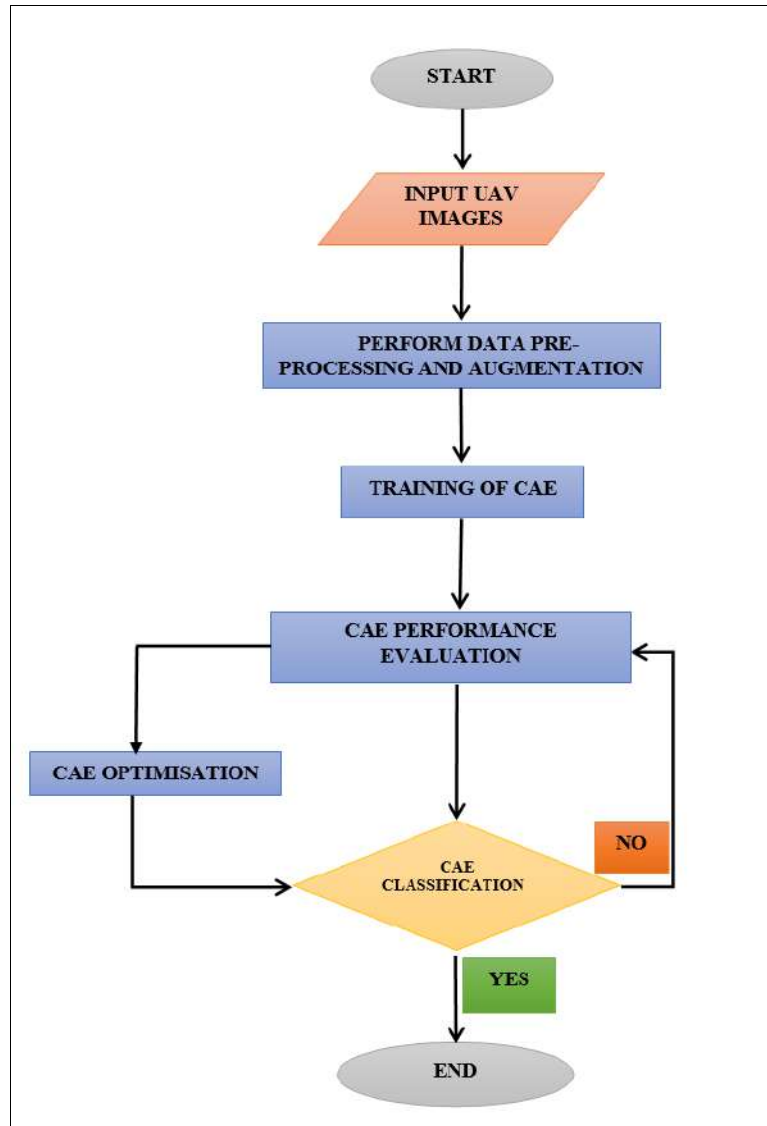 START
INPUT UAV
IMAGES
PERFORM DATA PRE-
PROCESSING AND AUGMENTATION
TRAINING OF CAE
CAE PERFORMANCE
EVALUATION
CAE OPTIMISATION
NO
CAE
CLASSIFICATION
YES
END